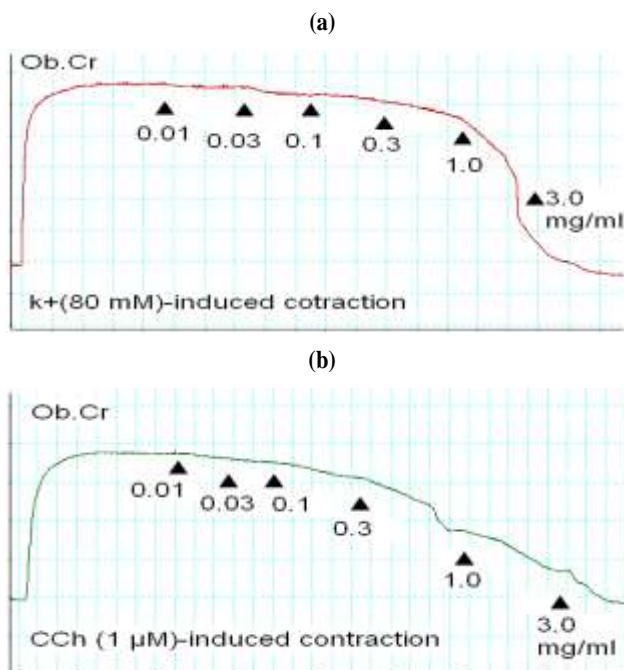 (a)
Ob.Cr
0.01
0.03
0.1
0.3
1.0
3.0
mg/ml
k+(80 mM)-induced cotraction
(b)
Ob.Cr
0.01
0.03
0.1
0.3
1.0
3.0
mg/ml
CCh (1 µM)-induced contraction